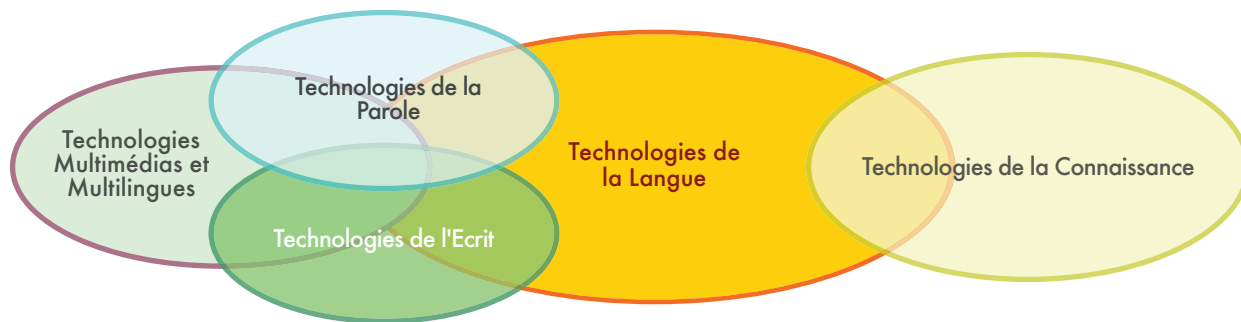 Technologies de la
Parole
Technologies
Multimédias et
Multilingues
Technologies de
la Langue
Technologies de la Connaissance
Technologies de l'Ecrit